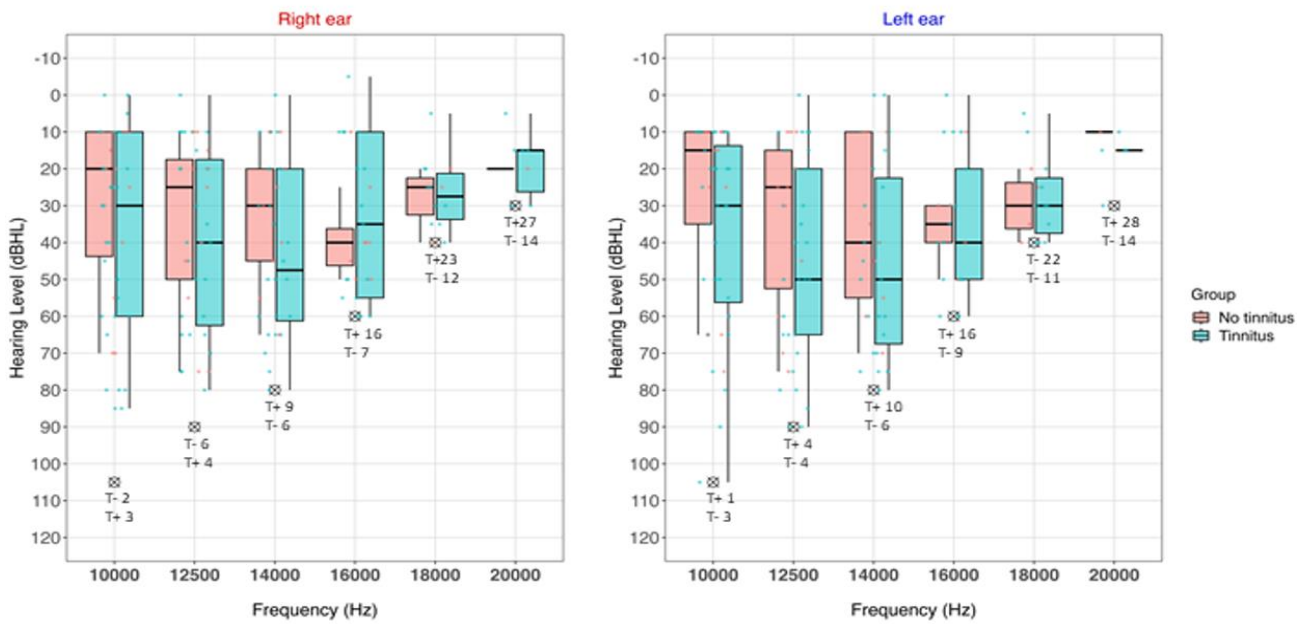 Right ear
Left ear
Hearing Level (dBHL)
-10
0
10
20
30
40
50
60
70
80
90
100
110
120
T- 2
T+ 3
T- 6
T+ 4
T+ 9
T- 6
T+ 16
T- 7
T+23
T- 12
T+27
T- 14
10000 12500 14000 16000 18000 20000
Frequency (Hz)
Hearing Level (dBHL)
-10
0
10
20
30
40
50
60
70
80
90
100
110
120
T+ 1
T- 3
T+ 4
T- 4
T+ 10
T- 6
T+ 16
T- 9
T- 22
T- 11
T+ 28
T- 14
10000 12500 14000 16000 18000 20000
Frequency (Hz)
Group
No tinnitus
Tinnitus